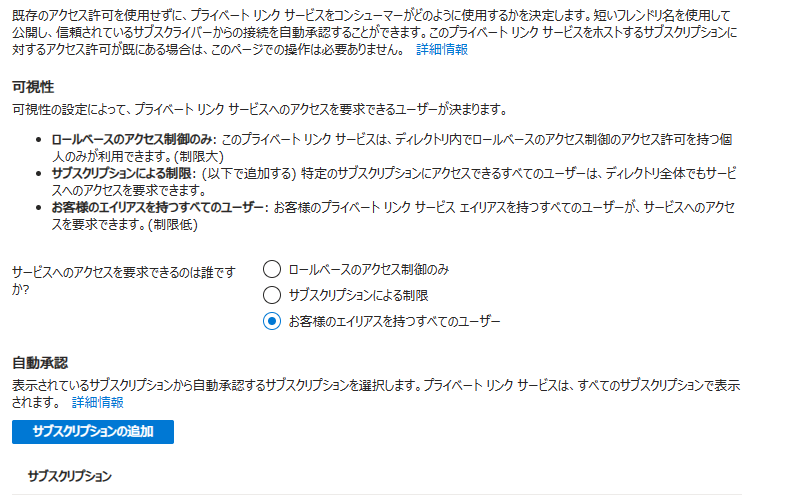 既存のアクセス許可を使用せずに、プライベート リンク サービスをコンシューマーがどのように使用するかを決定します。短いフレンドリ名を使用して
公開し、信頼されているサブスクライバーからの接続を自動承認することができます。このプライベート リンク サービスをホストするサブスクリプションに
対するアクセス許可が既にある場合は、このページでの操作は必要ありません。 詳細情報
可視性
可視性の設定によって、プライベート リンク サービスへのアクセスを要求できるユーザーが決まります。
• ロールベースのアクセス制御のみ: このプライベート リンク サービスは、ディレクトリ内でロールベースのアクセス制御のアクセス許可を持つ個
人のみが利用できます。(制限大)
• サブスクリプションによる制限: (以下で追加する) 特定のサブスクリプションにアクセスできるすべてのユーザーは、ディレクトリ全体でもサービ
スへのアクセスを要求できます。
• お客様のエイリアスを持つすべてのユーザー: お客様のプライベート リンク サービス エイリアスを持つすべてのユーザーが、サービスへのアクセ
スを要求できます。(制限低)
サービスへのアクセスを要求できるのは誰です
か?
ロールベースのアクセス制御のみ
サブスクリプションによる制限
お客様のエイリアスを持つすべてのユーザー
自動承認
表示されているサブスクリプションから自動承認するサブスクリプションを選択します。プライベート リンク サービスは、すべてのサブスクリプションで表示
されます。 詳細情報
サブスクリプションの追加
サブスクリプション